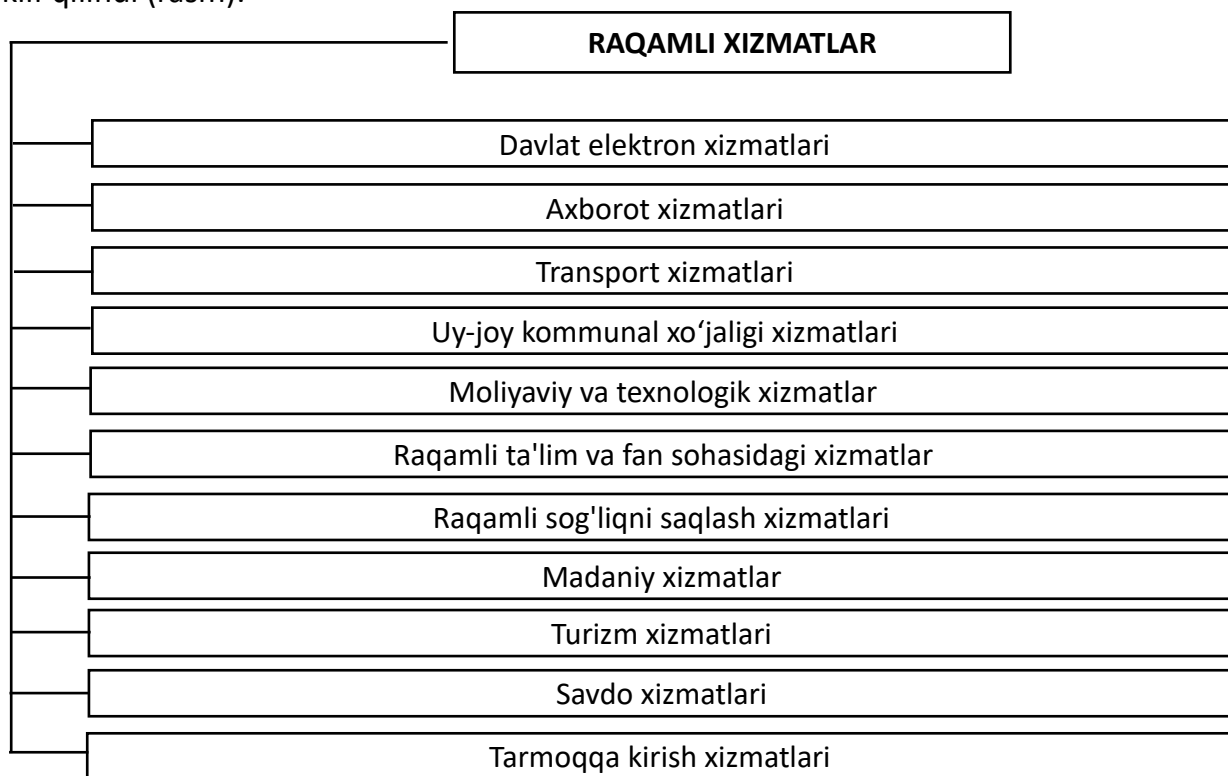 (rasm).
RAQAMLI XIZMATLAR
Davlat elektron xizmatlari
Axborot xizmatlari
Transport xizmatlari
Uy-joy kommunal xo‘jaligi xizmatlari
Moliyaviy va texnologik xizmatlar
Raqamli ta'lim va fan sohasidagi xizmatlar
Raqamli sog'liqni saqlash xizmatlari
Madaniy xizmatlar
Turizm xizmatlari
Savdo xizmatlari
Tarmoqqa kirish xizmatlari